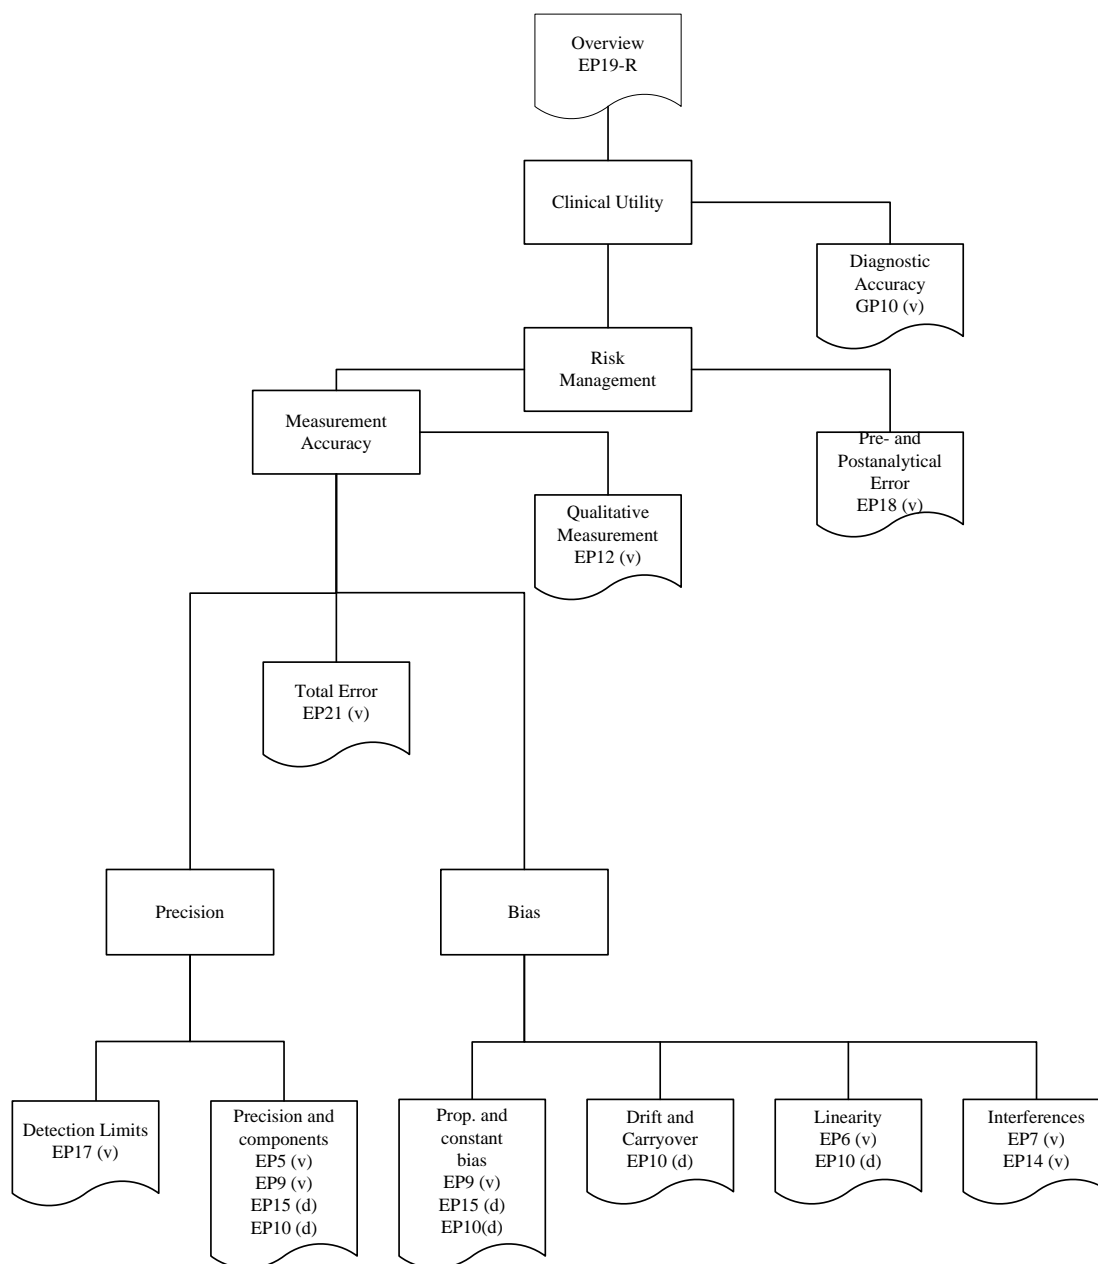 Overview
EP19-R
Clinical Utility
Diagnostic
Accuracy
GP10 (v)
Risk
Management
Measurement
Accuracy
Pre- and
Postanalytical
Error
EP18 (v)
Qualitative
Measurement
EP12 (v)
Total Error
EP21 (v)
Precision
Bias
Detection Limits
EP17 (v)
Precision and
components
EP5 (v)
EP9 (v)
EP15 (d)
EP10 (d)
Prop. and
constant
bias
EP9 (v)
EP15 (d)
EP10(d)
Drift and
Carryover
EP10 (d)
Linearity
EP6 (v)
EP10 (d)
Interferences
EP7 (v)
EP14 (v)